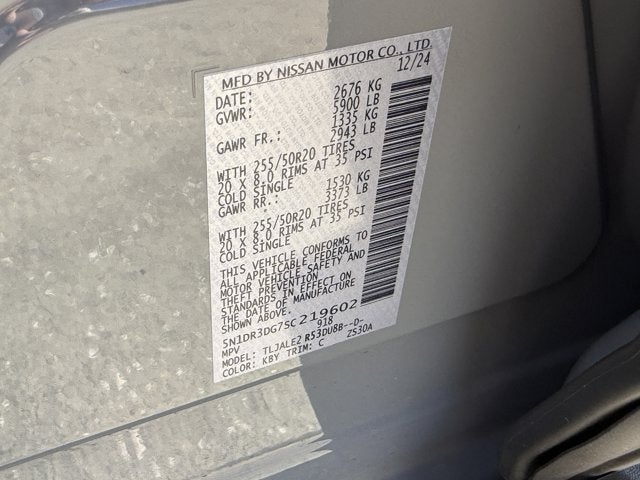 MFD BY NISSAN MOTOR CO., LTD.
DATE: 12/24
GVWR: 2676 KG
5900 LB
GAWR FR.: 1335 KG
2943 LB
WITH 255/50R20 TIRES
20 X 8.0 RIMS AT 35 PSI
COLD SINGLE
GAWR RR.: 1530 KG
3373 LB
WITH 255/50R20 TIRES
20 X 8.0 RIMS AT 35 PSI
COLD SINGLE
THIS VEHICLE CONFORMS TO
ALL APPLICABLE FEDERAL
MOTOR VEHICLE SAFETY AND
THEFT PREVENTION
STANDARDS IN EFFECT ON
THE DATE OF MANUFACTURE
SHOWN ABOVE.
5N1DR3DG7SC219602
MPV 918
MODEL: TLJALE2 R53DU8B--D-
COLOR: KBY TRIM: C ZS30A